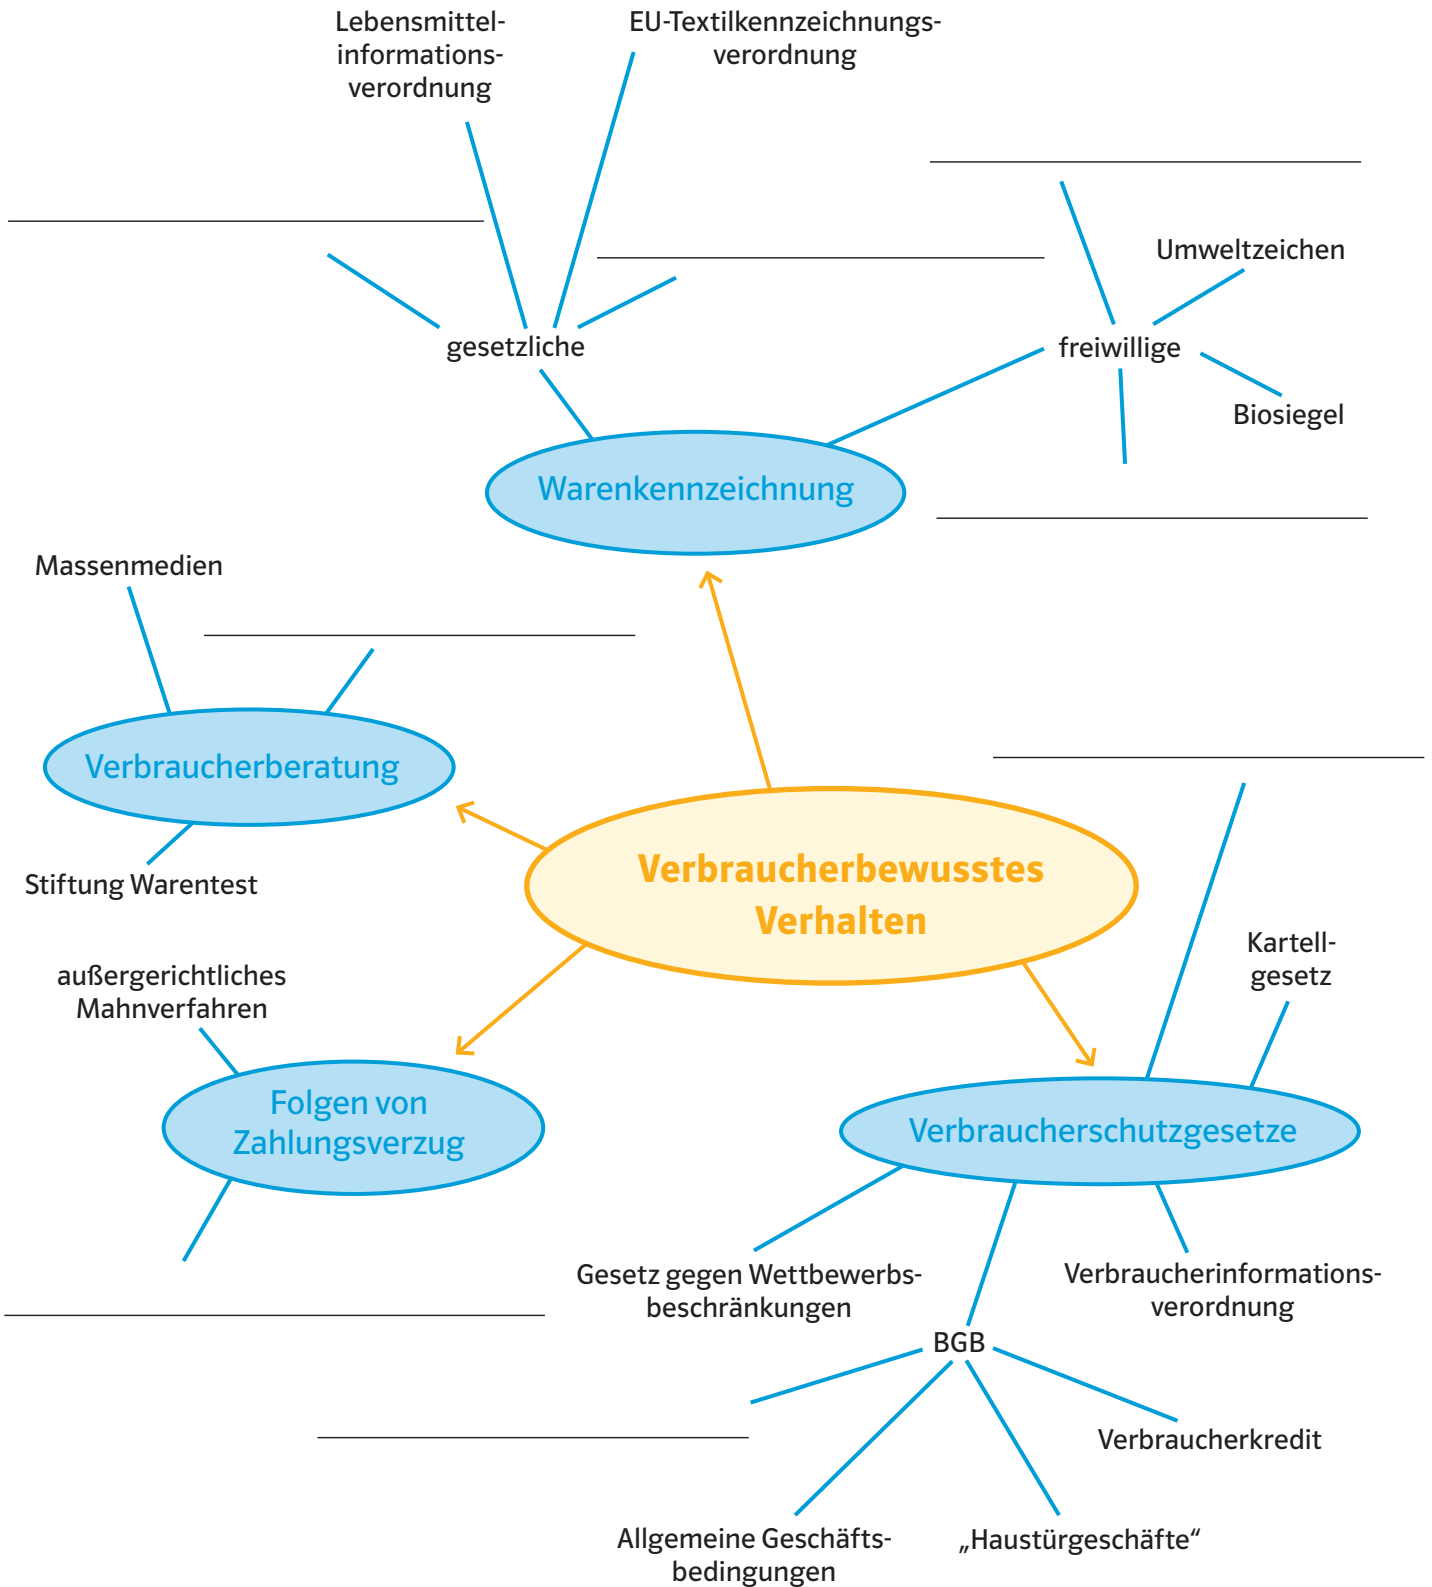 Lebensmittel-
informations-
verordnung
EU-Textilkennzeichnungs-
verordnung
Umweltzeichen
gesetzliche
freiwillige
Biosiegel
Warenkennzeichnung
Massenmedien
Verbraucherberatung
Stiftung Warentest
Verbraucherbewusstes
Verhalten
Kartell-
gesetz
außergerichtliches
Mahnverfahren
Folgen von
Zahlungsverzug
Verbraucherschutzgesetze
Gesetz gegen Wettbewerbs-
beschränkungen
Verbraucherinformations-
verordnung
BGB
Verbraucherkredit
Allgemeine Geschäfts-
bedingungen
„Haustürgeschäfte“